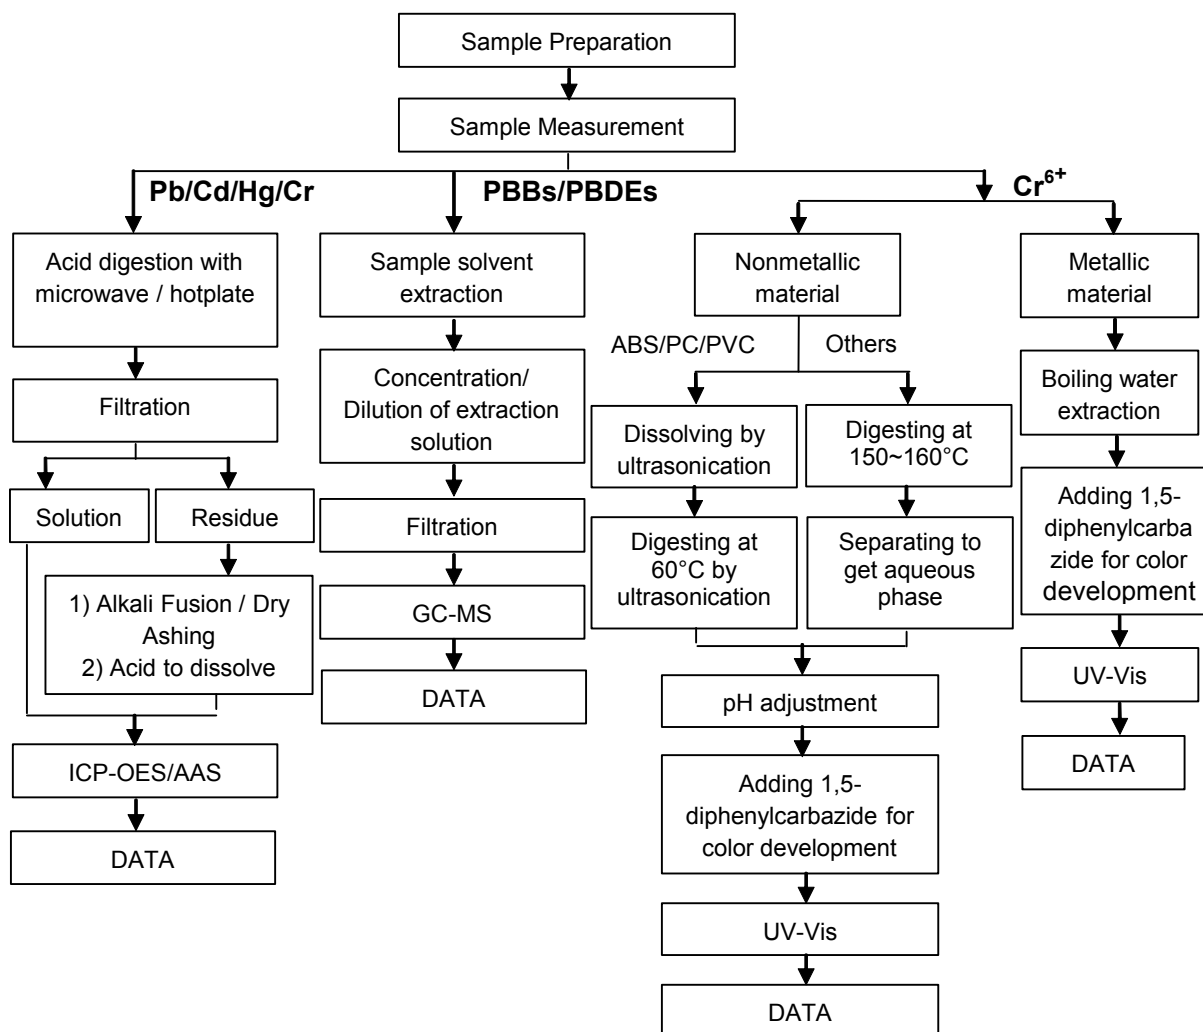 Sample Preparation
Sample Measurement
Pb/Cd/Hg/Cr
PBBs/PBDEs
Cr6+
Acid digestion with
microwave / hotplate
Filtration
Solution
Residue
1) Alkali Fusion / Dry
Ashing
2) Acid to dissolve
ICP-OES/AAS
DATA
Sample solvent
extraction
Concentration/
Dilution of extraction
solution
Filtration
GC-MS
DATA
Nonmetallic
material
ABS/PC/PVC
Others
Dissolving by
ultrasonication
Digesting at
60°C by
ultrasonication
Digesting at
150~160°C
Separating to
get aqueous
phase
pH adjustment
Adding 1,5-
diphenylcarbazide for
color development
UV-Vis
DATA
Metallic
material
Boiling water
extraction
Adding 1,5-
diphenylcarba
zide for color
development
UV-Vis
DATA